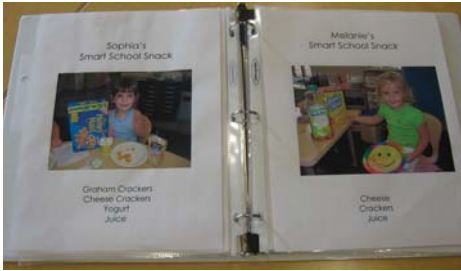 Sophia's
Smart School Snack
Graham Crackers
Cheese Crackers
Yogurt
Juice
Melanie's
Smart School Snack
Cheese
Crackers
Juice